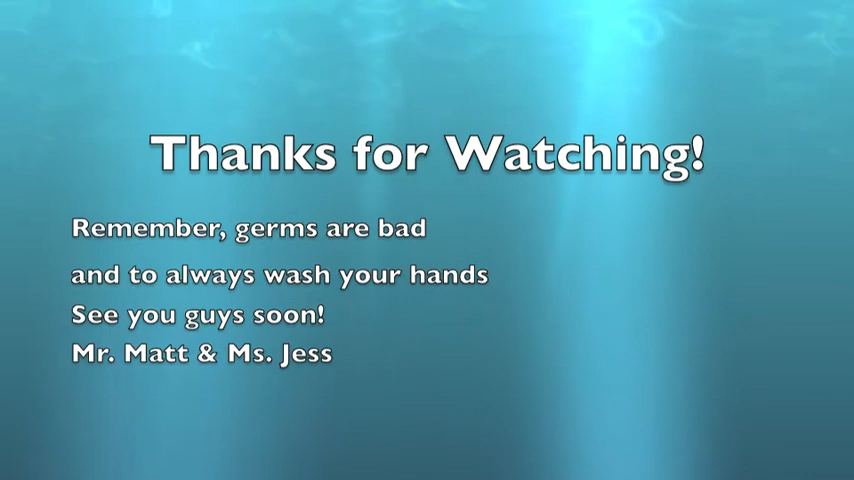 Thanks for Watching!
Remember, germs are bad
and to always wash your hands
See you guys soon!
Mr. Matt & Ms. Jess